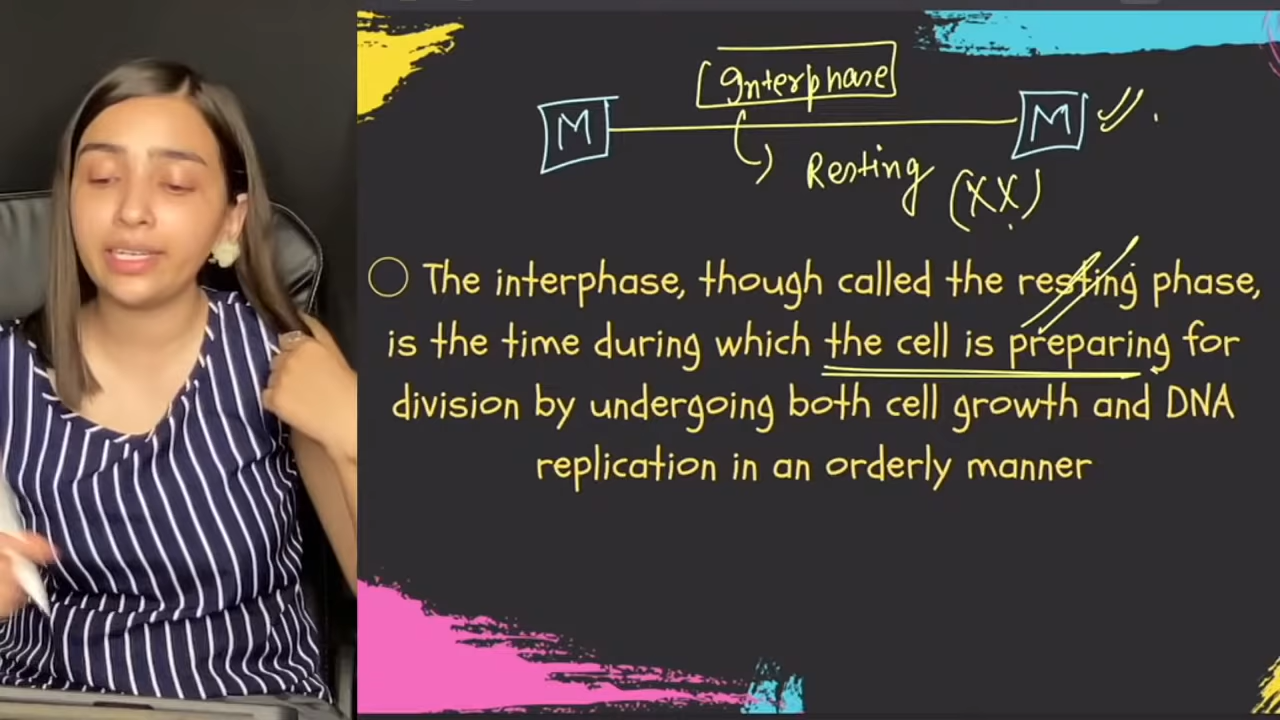 Interphase
M M
Resting (XX)
The interphase, though called the resting phase,
is the time during which the cell is preparing for
division by undergoing both cell growth and DNA
replication in an orderly manner